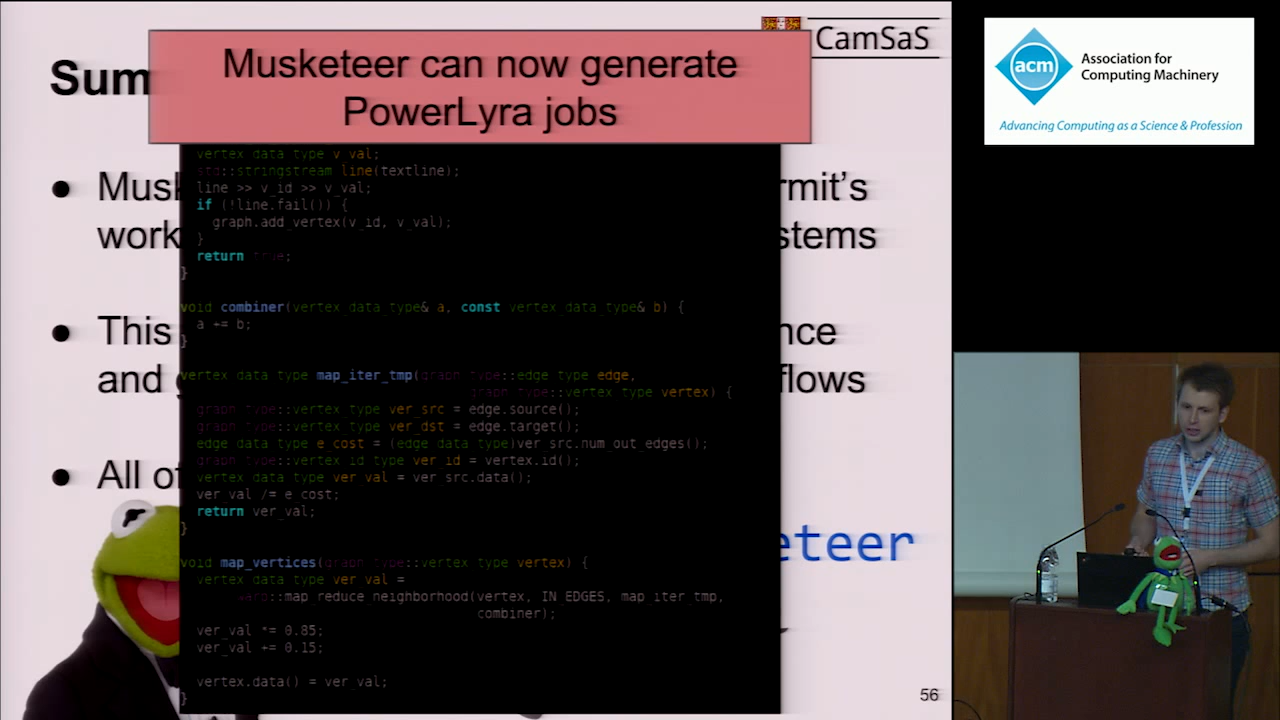 CamSaS
Sum
Musketeer can now generate
PowerLyra jobs
acm
Association for
Computing Machinery
Advancing Computing as a Science & Profession
vertex_data_type v_val;
std::stringstream line(textline);
line >> v_id >> v_val;
if (!line.fail()) {
graph.add_vertex(v_id, v_val);
}
return true;
}
void combiner(vertex_data_type& a, const vertex_data_type& b) {
a += b;
}
vertex_data_type map_iter_tmp(graph_type::edge_type edge,
graph_type::vertex_type vertex) {
graph_type::vertex_type ver_src = edge.source();
graph_type::vertex_type ver_dst = edge.target();
edge_data_type e_cost = (edge_data_type)ver_src.num_out_edges();
graph_type::vertex_id_type ver_id = vertex.id();
vertex_data_type ver_val = ver_src.data();
ver_val /= e_cost;
return ver_val;
}
void map_vertices(graph_type::vertex_type vertex) {
vertex_data_type ver_val =
warp::map_reduce_neighborhood(vertex, IN_EDGES, map_iter_tmp,
combiner);
ver_val *= 0.85;
ver_val += 0.15;
vertex.data() = ver_val;
}
● Mus rmit's
work stems
● This nce
and flows
● All of
eteer
56